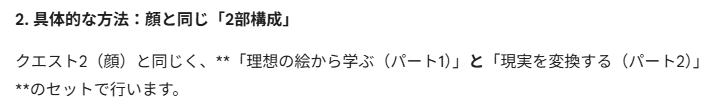 2. 具体的な方法：顔と同じ「2部構成」
クエスト2（顔）と同じく、**「理想の絵から学ぶ（パート1）」と「現実を変換する（パート2）」
**のセットで行います。